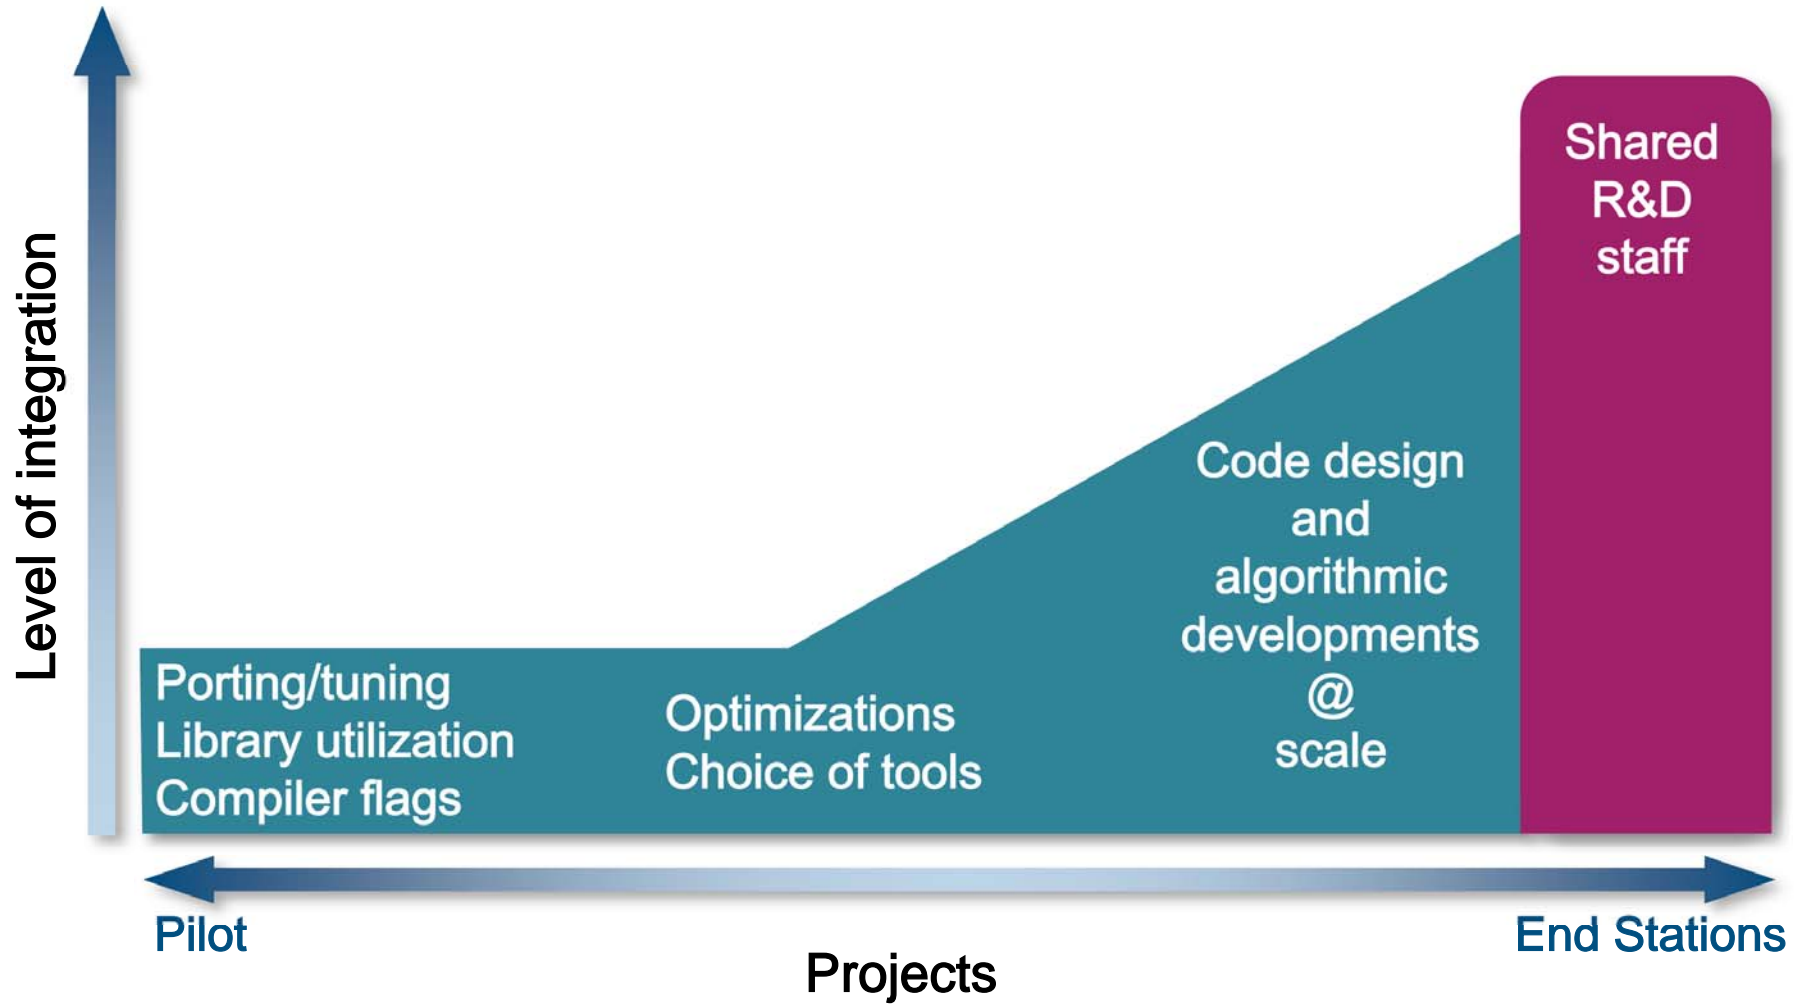 Level of integration
Shared
R&D
staff
Code design
and
algorithmic
developments
@
scale
Porting/tuning
Library utilization
Compiler flags
Optimizations
Choice of tools
Pilot
End Stations
Projects